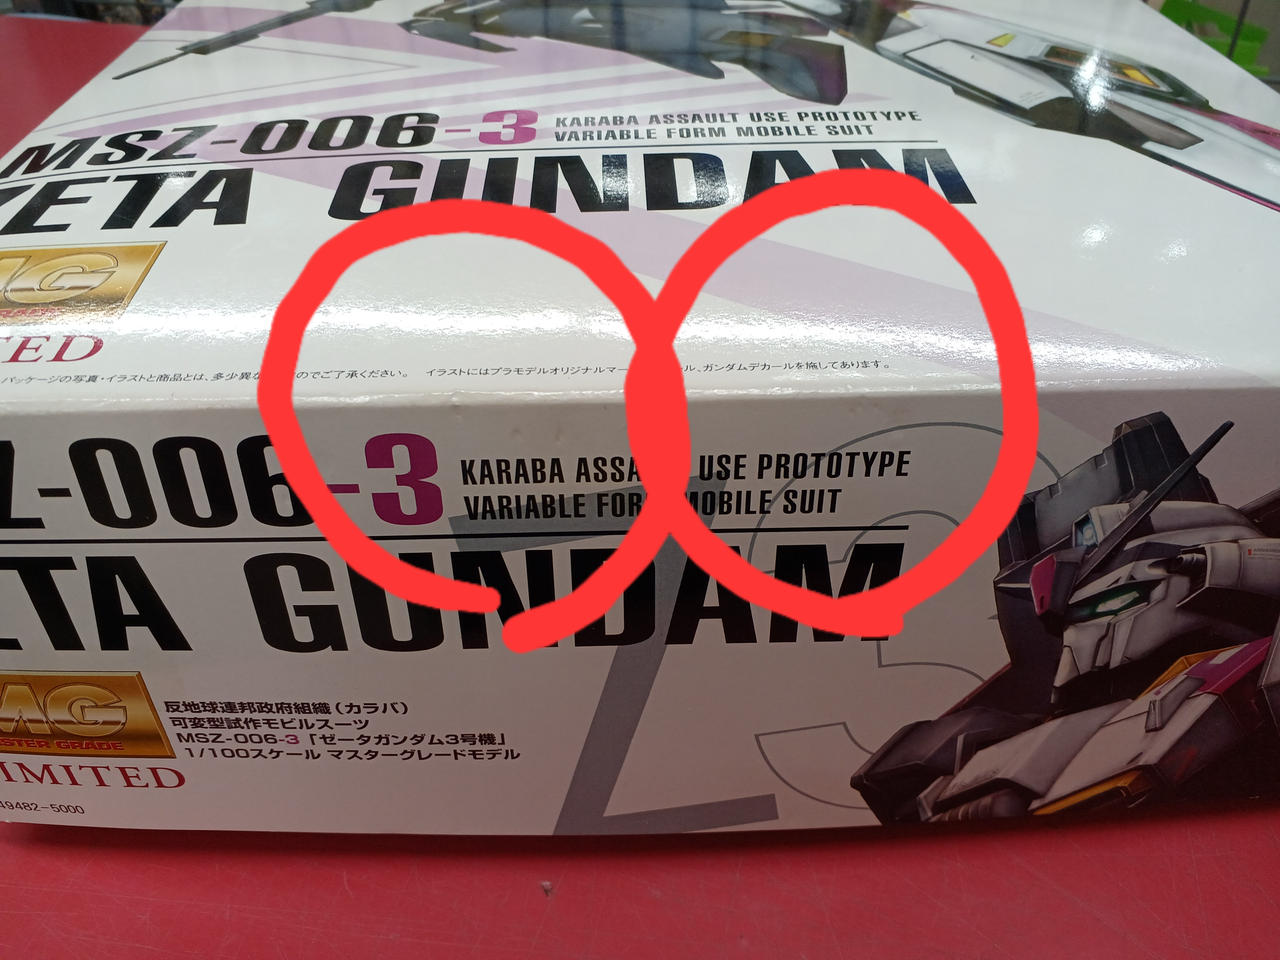 MSZ-006-3
KARABA ASSAULT USE PROTOTYPE
VARIABLE FORM MOBILE SUIT
ZETA GUNDAM
MG
TED
パッケージの写真・イラストと商品とは、多少異な のでご了承ください。 イラストにはプラモデルオリジナルマー ール、ガンダムデカールを施してあります。
Z-006-3
KARABA ASSA USE PROTOTYPE
VARIABLE FOR MOBILE SUIT
ETA GUNDAM
MG
ASTER GRADE
IMITED
反地球連邦政府組織(カラバ)
可変型試作モビルスーツ
MSZ-006-3「ゼータガンダム3号機」
1/100スケール マスターグレードモデル
49482-5000
Z3